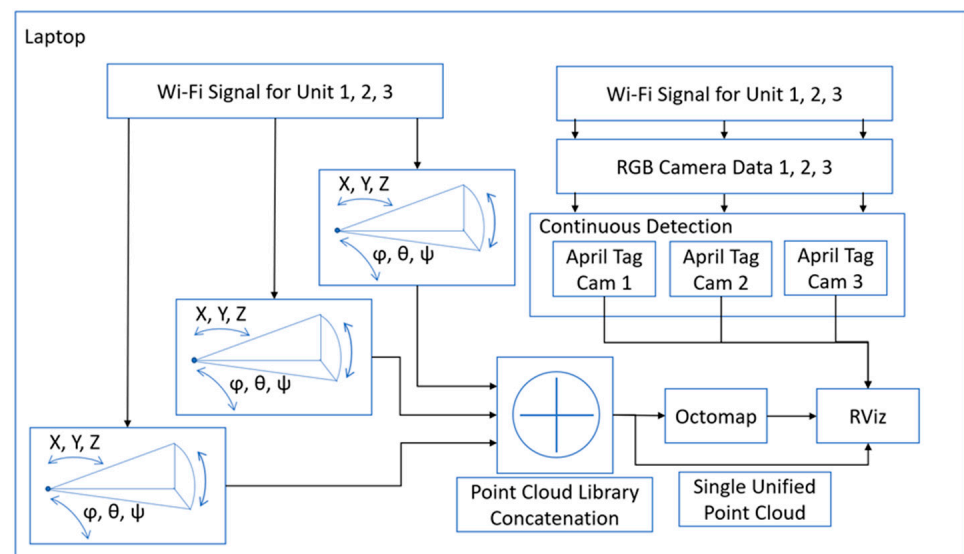 Laptop
Wi-Fi Signal for Unit 1, 2, 3
Wi-Fi Signal for Unit 1, 2, 3
RGB Camera Data 1, 2, 3
X, Y, Z
φ, θ, ψ
Continuous Detection
April Tag
Cam 1
April Tag
Cam 2
April Tag
Cam 3
X, Y, Z
φ, θ, ψ
X, Y, Z
φ, θ, ψ
Octomap
RViz
Point Cloud Library
Concatenation
Single Unified
Point Cloud